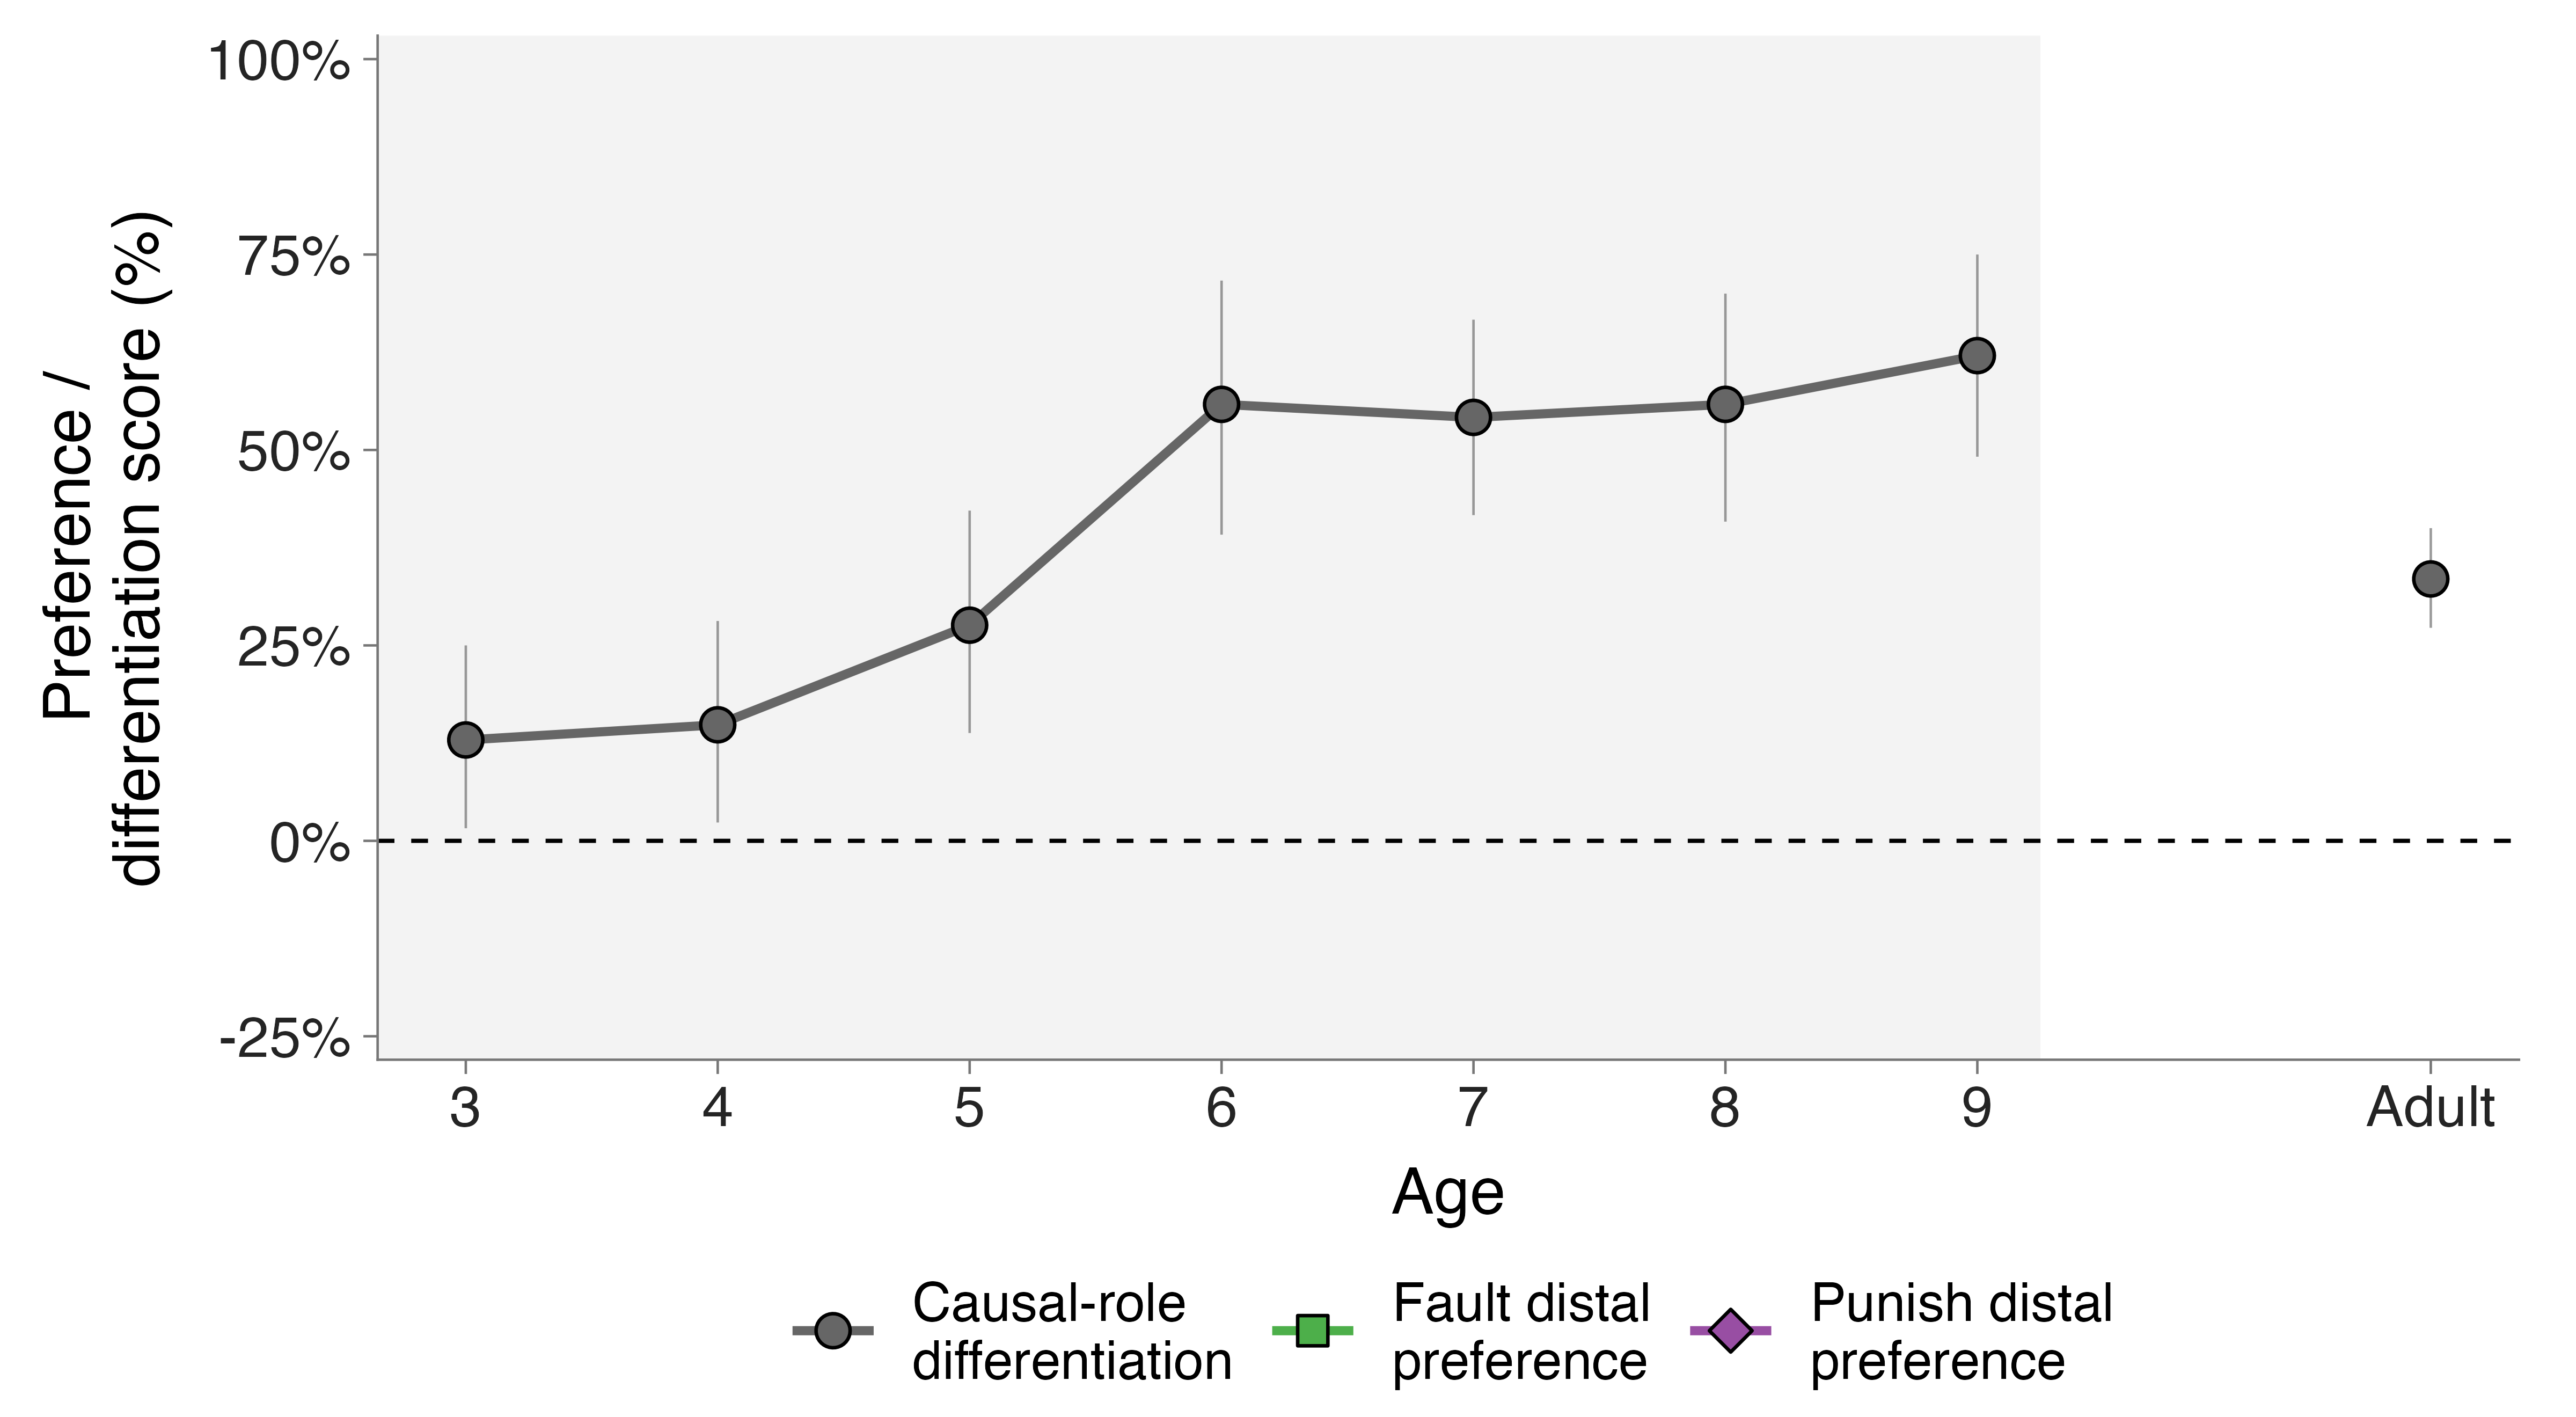 100%
75%
50%
25%
0%
-25%
Preference /
differentiation score (%)
3 4 5 6 7 8 9 Adult
Age
Causal-role
differentiation
Fault distal
preference
Punish distal
preference